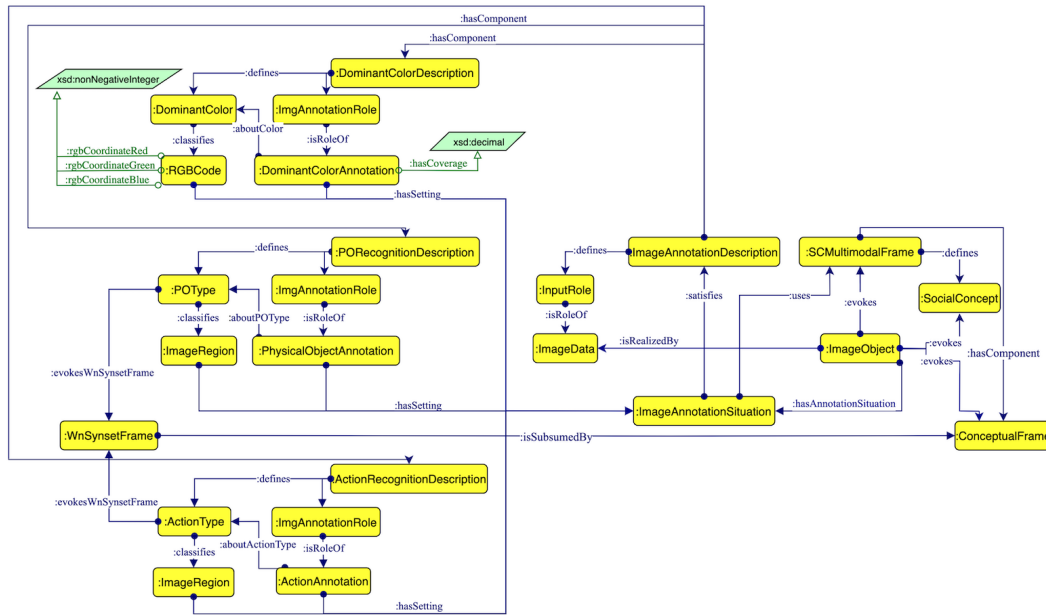 :hasComponent
:hasComponent
:defines
:DominantColorDescription
xsd:nonNegativeInteger
:DominantColor
:ImgAnnotationRole
:aboutColor
:classifies
:isRoleOf
xsd:decimal
:rgbCoordinateRed
:rgbCoordinateGreen
:rgbCoordinateBlue
:RGBCode
:DominantColorAnnotation
:hasCoverage
:hasSetting
:defines
:PORecognitionDescription
:defines
:ImageAnnotationDescription
:SCMultimodalFrame
:defines
:POType
:ImgAnnotationRole
:InputRole
:satisfies
:uses
:evokes
:SocialConcept
:classifies
:aboutPOType
:isRoleOf
:isRoleOf
:ImageRegion
:PhysicalObjectAnnotation
:ImageData
:isRealizedBy
:ImageObject
:evokes
:evokes
:hasComponent
:evokesWnSynsetFrame
:hasSetting
:ImageAnnotationSituation
:hasAnnotationSituation
:WnSynsetFrame
:isSubsumedBy
:ConceptualFrame
:defines
:ActionRecognitionDescription
:evokesWnSynsetFrame
:ActionType
:ImgAnnotationRole
:classifies
:aboutActionType
:isRoleOf
:ImageRegion
:ActionAnnotation
:hasSetting